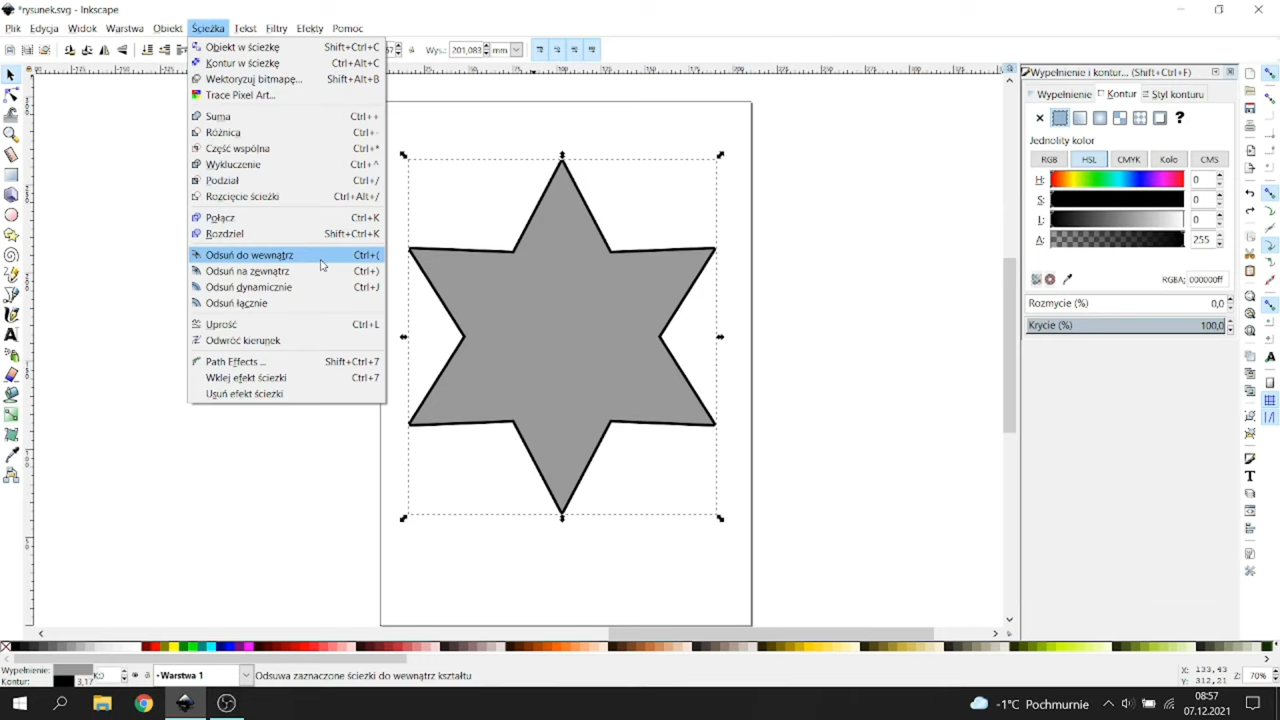 *rysunek.svg - Inkscape
Plik Edycja Widok Warstwa Obiekt Ścieżka Tekst Filtry Efekty Pomoc
Wys.: 201,083 mm
Obiekt w ścieżkę Shift+Ctrl+C
Kontur w ścieżkę Ctrl+Alt+C
Wektoryzuj bitmapę... Shift+Alt+B
Trace Pixel Art...
Suma Ctrl++
Różnica Ctrl+-
Część wspólna Ctrl+*
Wykluczenie Ctrl+^
Podział Ctrl+/
Rozcięcie ścieżki Ctrl+Alt+/
Połącz Ctrl+K
Rozdziel Shift+Ctrl+K
Odsuń do wewnątrz Ctrl+(
Odsuń na zewnątrz Ctrl+)
Odsuń dynamicznie Ctrl+J
Odsuń łącznie
Uprość Ctrl+L
Odwróć kierunek
Path Effects ... Shift+Ctrl+7
Wklej efekt ścieżki Ctrl+7
Usuń efekt ścieżki
Wypełnienie i kontur... (Shift+Ctrl+F)
Wypełnienie Kontur Styl konturu
?
Jednolity kolor
RGB HSL CMYK Koło CMS
H: 0
S: 0
L: 0
A: 255
RGBA: 000000ff
Rozmycie (%) 0,0
Krycie (%) 100,0
Wypełnienie:
Kontur: 3,17
Warstwa 1
Odsuwa zaznaczone ścieżki do wewnątrz kształtu
X: 133,43
Y: 312,21
Z: 70%
-1°C Pochmurnie
08:57
07.12.2021